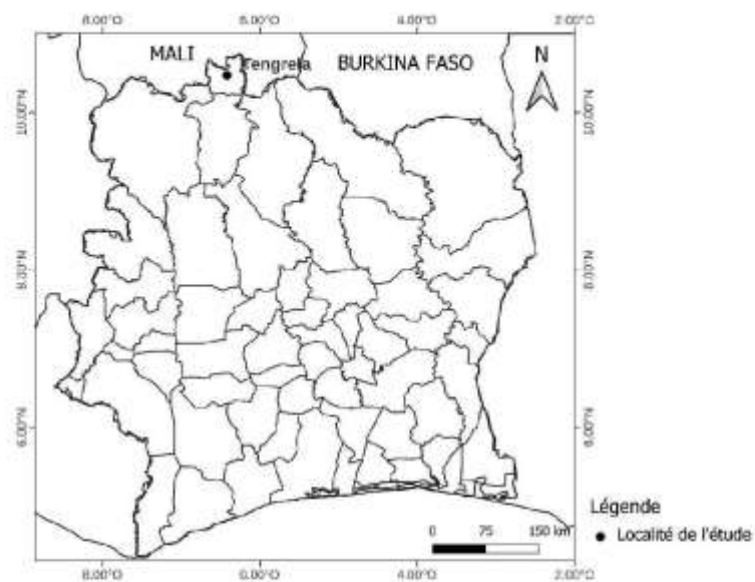 8.00°O 6.00°O 4.00°O 2.00°O
MALI
Tengrela
BURKINA FASO
N
10.00°N 10.00°N
8.00°N 8.00°N
6.00°N 6.00°N
0 75 150 km
Légende
Localité de l'étude
8.00°O 6.00°O 4.00°O 2.00°O